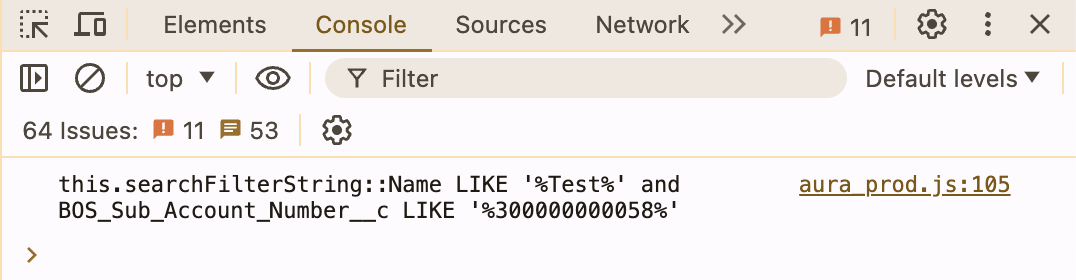 Elements Console Sources Network 11
top Filter Default levels
64 Issues: 11 53
this.searchFilterString::Name LIKE '%Test%' and aura_prod.js:105
BOS_Sub_Account_Number__c LIKE '%300000000058%'